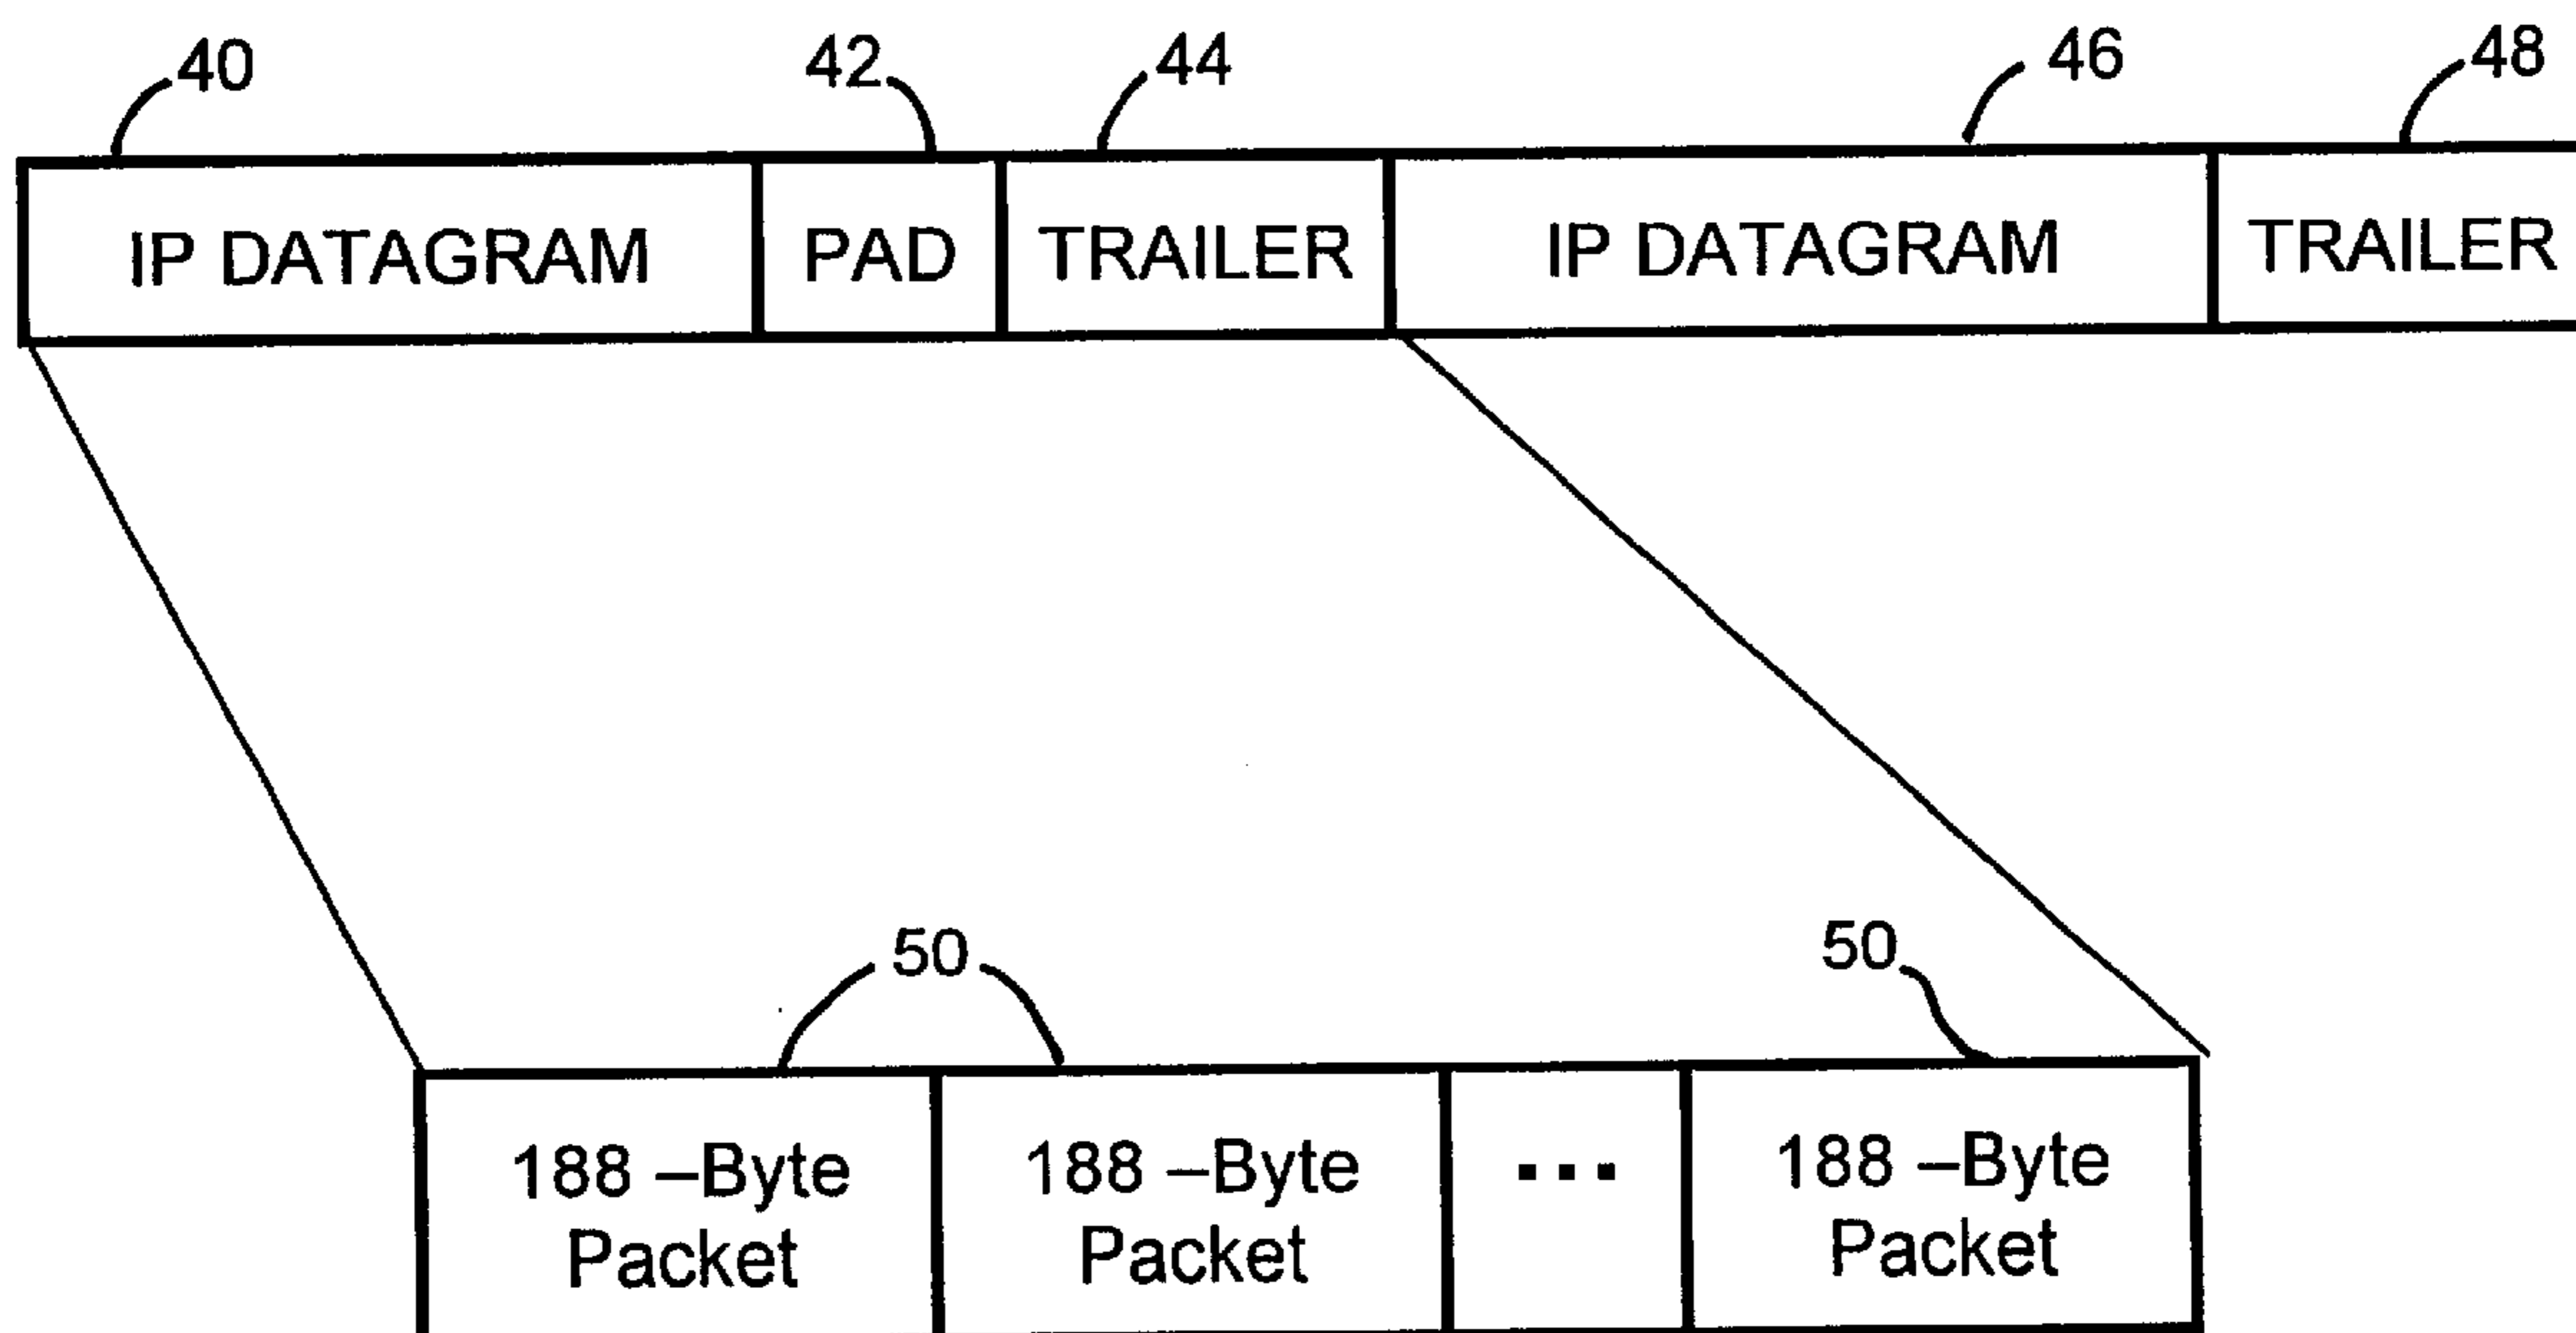 40 42 44 46 48
IP DATAGRAM PAD TRAILER IP DATAGRAM TRAILER
50 50
188 –Byte 188 –Byte ... 188 –Byte
Packet Packet Packet